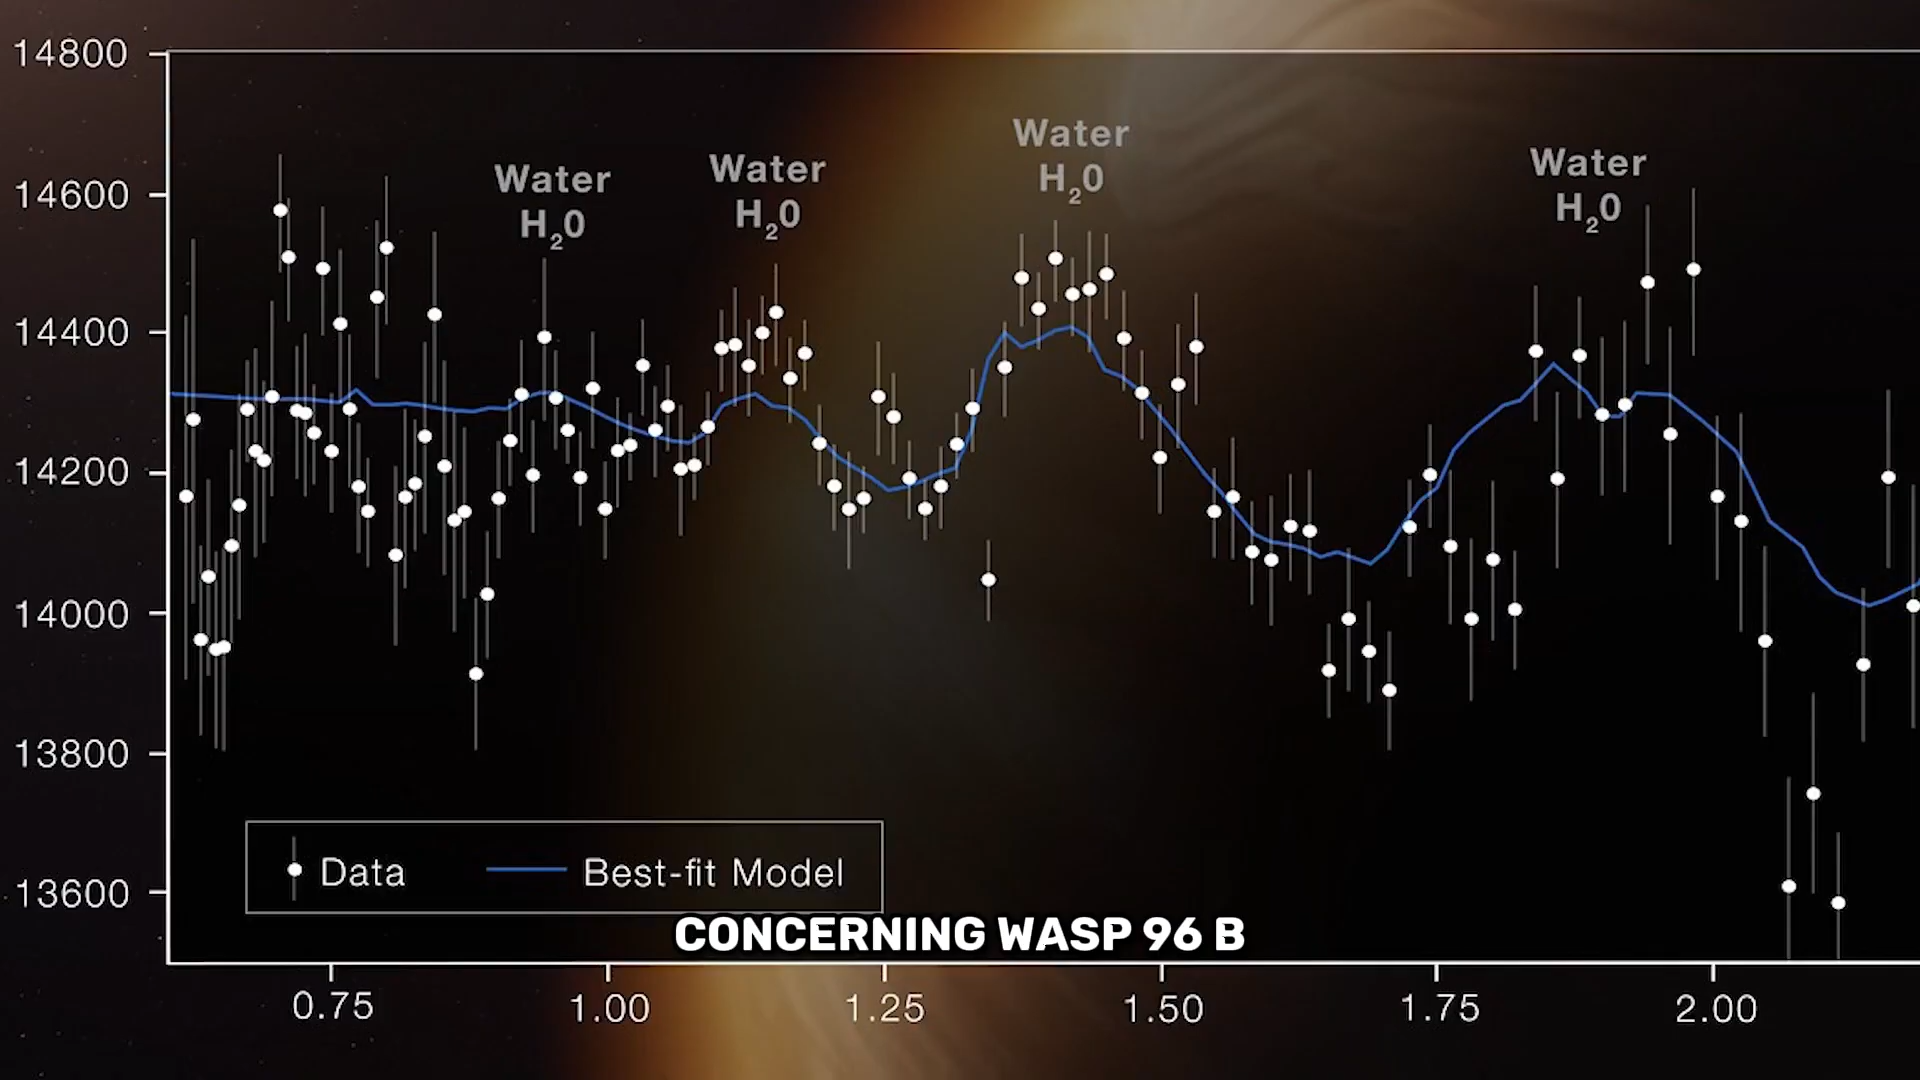 14800
14600
14400
14200
14000
13800
13600
Water
H₂0
Water
H₂0
Water
H₂0
Water
H₂0
Data
Best-fit Model
CONCERNING WASP 96 B
0.75
1.00
1.25
1.50
1.75
2.00